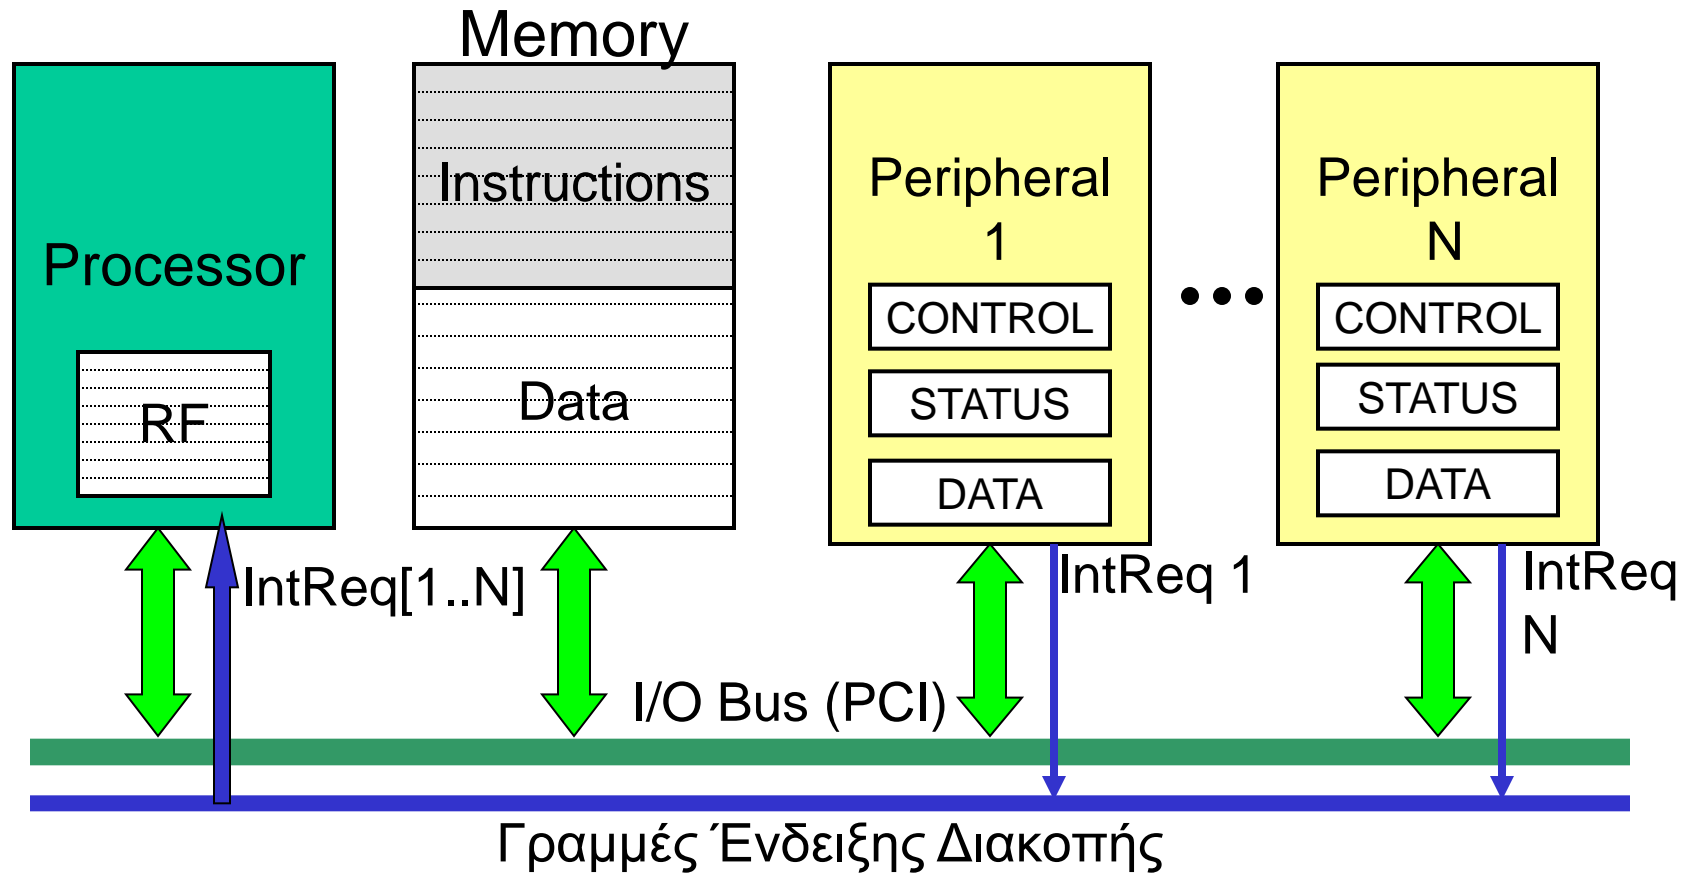 Memory
Processor
RF
Instructions
Data
Peripheral
1
CONTROL
STATUS
DATA
Peripheral
N
CONTROL
STATUS
DATA
IntReq[1..N]
IntReq 1
IntReq
N
I/O Bus (PCI)
Γραμμές Ένδειξης Διακοπής